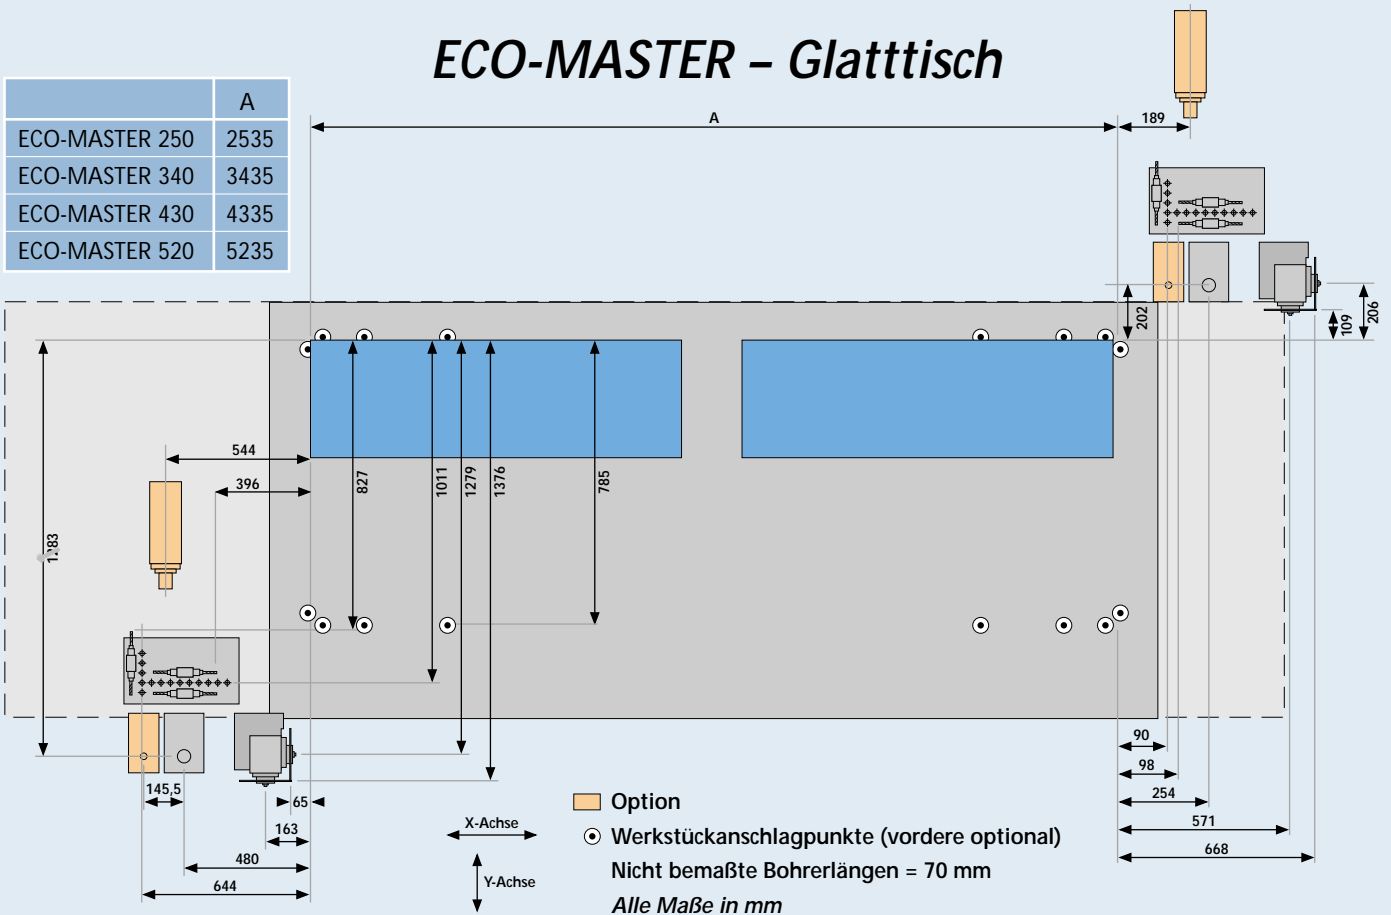 ECO-MASTER – Glatttisch
A
ECO-MASTER 250 2535
ECO-MASTER 340 3435
ECO-MASTER 430 4335
ECO-MASTER 520 5235
A
189
202
109
206
544
396
827
1011
1279
1376
785
1283
90
98
254
571
668
145,5
65
163
480
644
X-Achse
Y-Achse
Option
Werkstückanschlagpunkte (vordere optional)
Nicht bemaßte Bohrerlängen = 70 mm
Alle Maße in mm